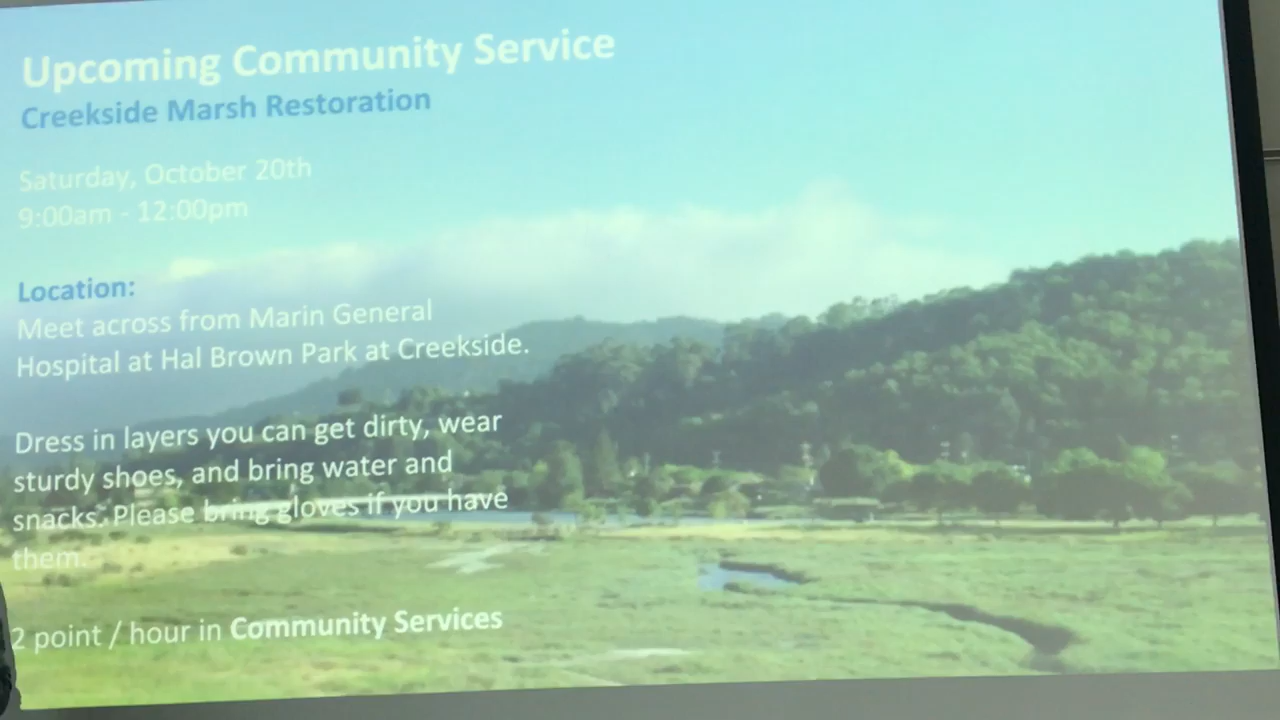 Upcoming Community Service
Creekside Marsh Restoration
Saturday, October 20th
9:00am - 12:00pm
Location:
Meet across from Marin General
Hospital at Hal Brown Park at Creekside.
Dress in layers you can get dirty, wear
sturdy shoes, and bring water and
snacks. Please bring gloves if you have
them.
2 point / hour in Community Services